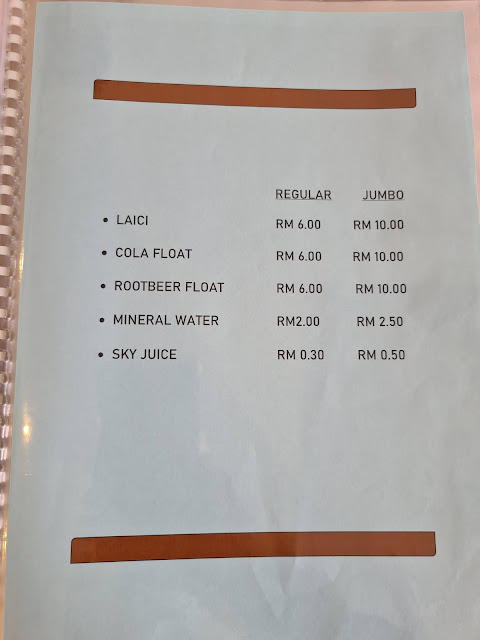 REGULAR JUMBO
• LAICI RM 6.00 RM 10.00
• COLA FLOAT RM 6.00 RM 10.00
• ROOTBEER FLOAT RM 6.00 RM 10.00
• MINERAL WATER RM2.00 RM 2.50
• SKY JUICE RM 0.30 RM 0.50